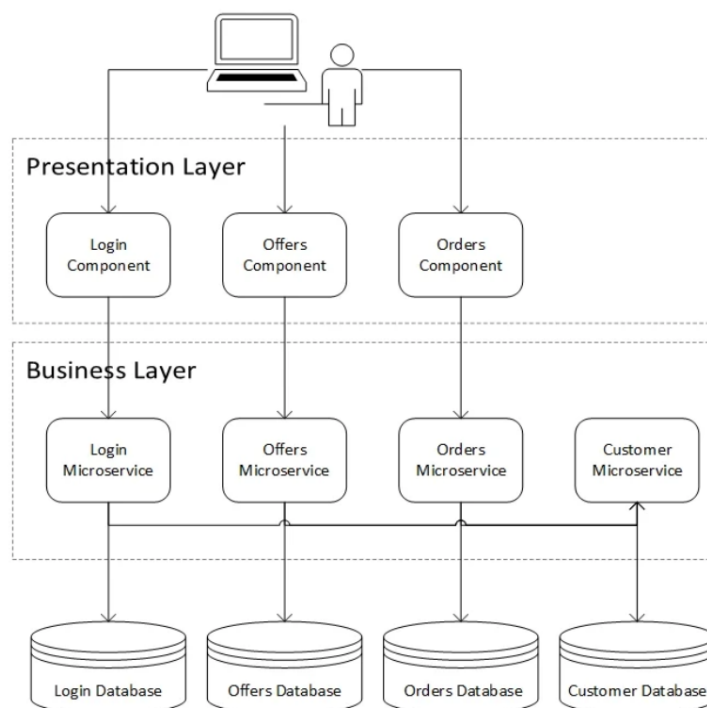 Presentation Layer
Login
Component
Offers
Component
Orders
Component
Business Layer
Login
Microservice
Offers
Microservice
Orders
Microservice
Customer
Microservice
Login Database
Offers Database
Orders Database
Customer Database